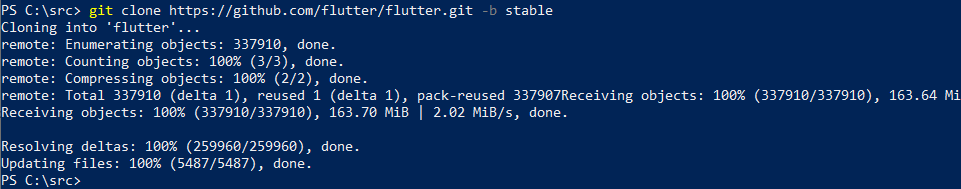 PS C:\src> git clone https://github.com/flutter/flutter.git -b stable
Cloning into 'flutter'...
remote: Enumerating objects: 337910, done.
remote: Counting objects: 100% (3/3), done.
remote: Compressing objects: 100% (2/2), done.
remote: Total 337910 (delta 1), reused 1 (delta 1), pack-reused 337907Receiving objects: 100% (337910/337910), 163.64 Mi
Receiving objects: 100% (337910/337910), 163.70 MiB | 2.02 MiB/s, done.
Resolving deltas: 100% (259960/259960), done.
Updating files: 100% (5487/5487), done.
PS C:\src>